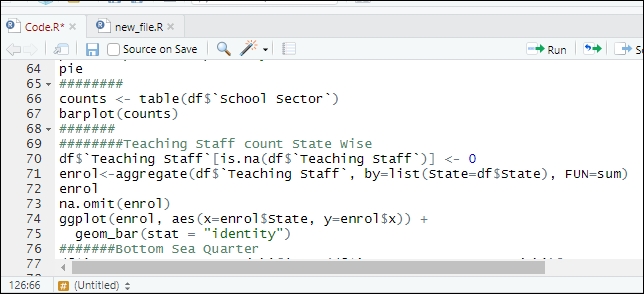 Code.R* × new_file.R ×
Source on Save Run
64 pie
65 ########
66 counts <- table(df$`School Sector`)
67 barplot(counts)
68 #######
69 ########Teaching Staff count State Wise
70 df$`Teaching Staff`[is.na(df$`Teaching Staff`)] <- 0
71 enrol<-aggregate(df$`Teaching Staff`, by=list(State=df$State), FUN=sum)
72 enrol
73 na.omit(enrol)
74 ggplot(enrol, aes(x=enrol$State, y=enrol$x)) +
75 geom_bar(stat = "identity")
76 #######Bottom Sea Quarter
77
126:66 # (Untitled)